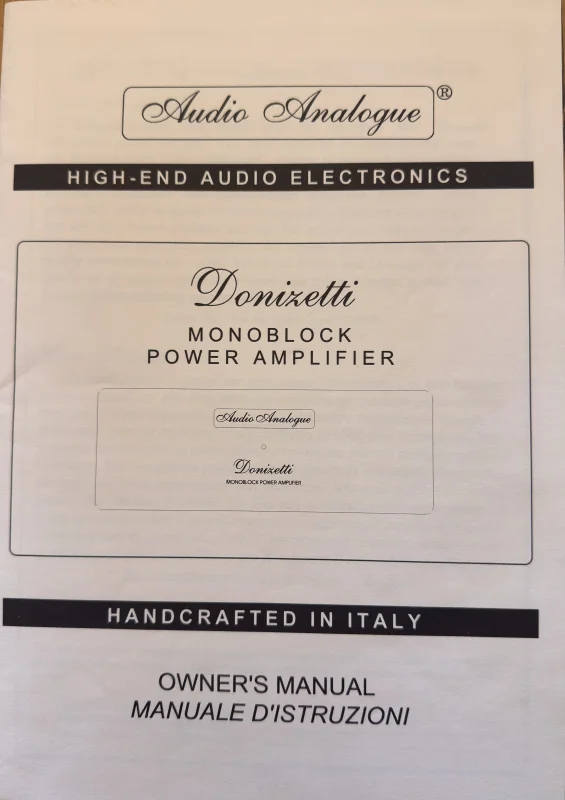 Audio Analogue®
HIGH-END AUDIO ELECTRONICS
Donizetti
MONOBLOCK
POWER AMPLIFIER
Audio Analogue
Donizetti
MONOBLOCK POWER AMPLIFIER
HANDCRAFTED IN ITALY
OWNER'S MANUAL
MANUALE D'ISTRUZIONI